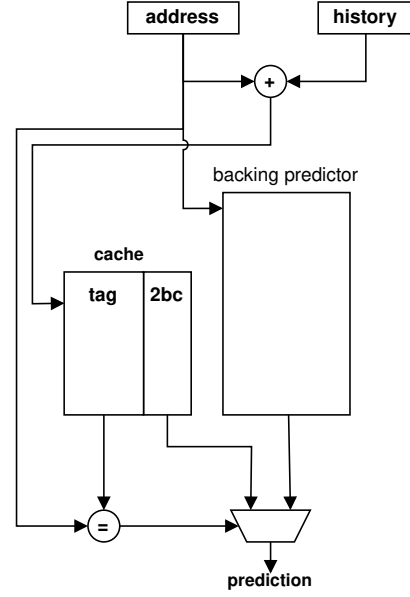 address
history
+
backing predictor
cache
tag
2bc
=
prediction